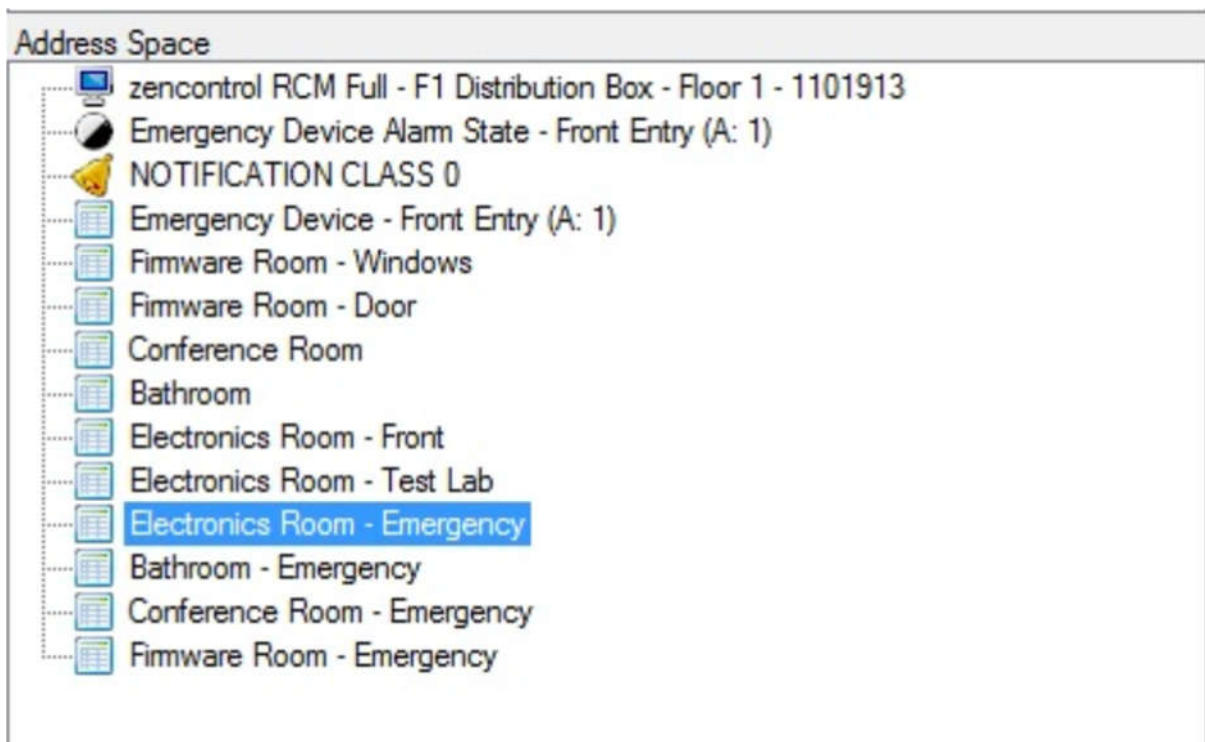 Address Space
zencontrol RCM Full - F1 Distribution Box - Floor 1 - 1101913
Emergency Device Alarm State - Front Entry (A: 1)
NOTIFICATION CLASS 0
Emergency Device - Front Entry (A: 1)
Firmware Room - Windows
Firmware Room - Door
Conference Room
Bathroom
Electronics Room - Front
Electronics Room - Test Lab
Electronics Room - Emergency
Bathroom - Emergency
Conference Room - Emergency
Firmware Room - Emergency